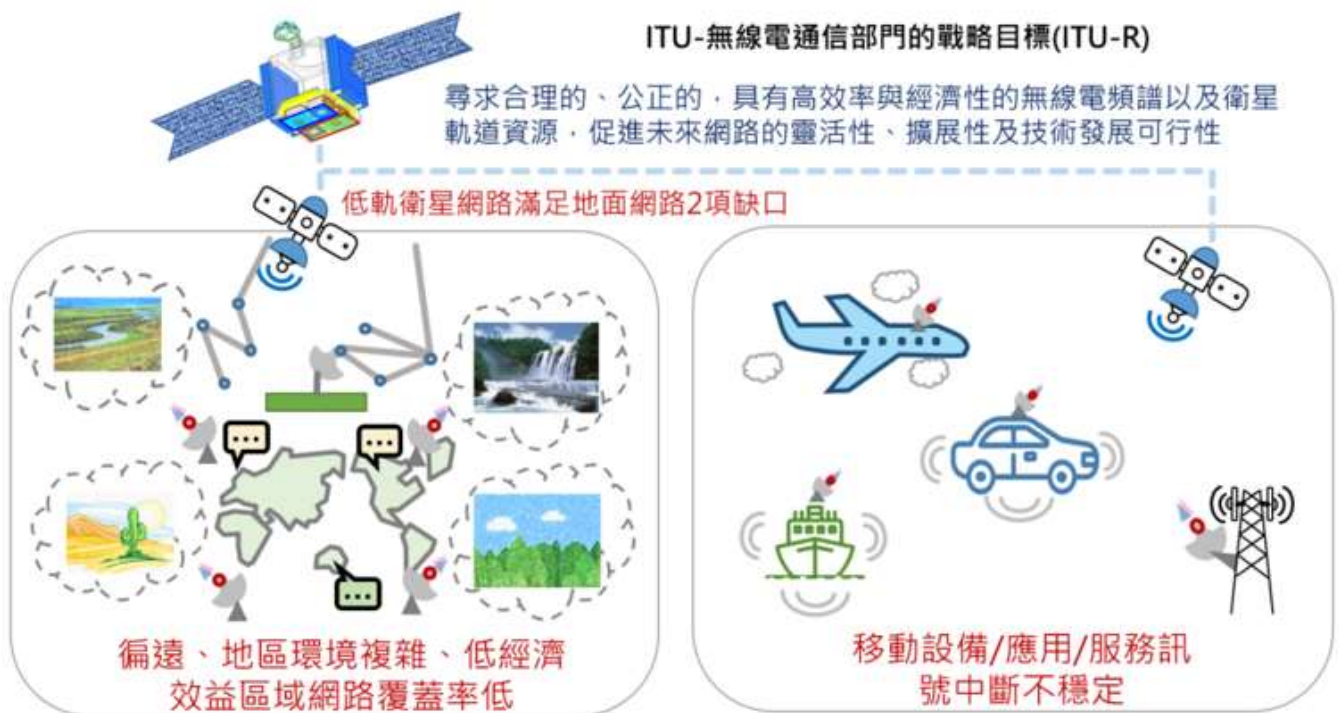 ITU-無線電通信部門的戰略目標(ITU-R)
尋求合理的、公正的，具有高效率與經濟性的無線電頻譜以及衛星
軌道資源，促進未來網路的靈活性、擴展性及技術發展可行性
低軌衛星網路滿足地面網路2項缺口
偏遠、地區環境複雜、低經濟
效益區域網路覆蓋率低
移動設備/應用/服務訊
號中斷不穩定